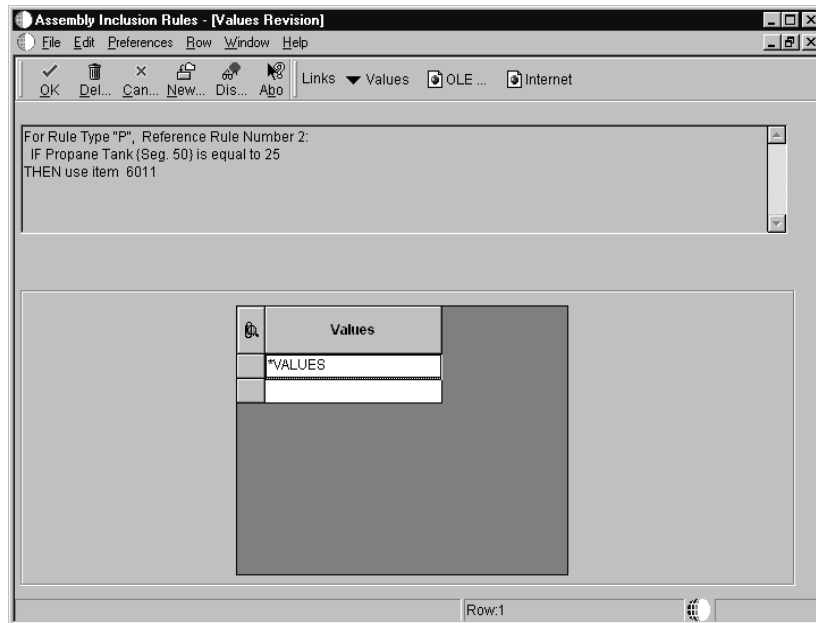 Assembly Inclusion Rules - [Values Revision]
File Edit Preferences Row Window Help
OK Del... Can... New... Dis... Abo Links Values OLE ... Internet
For Rule Type "P", Reference Rule Number 2:
IF Propane Tank {Seg. 50} is equal to 25
THEN use item 6011
Values
*VALUES
Row:1